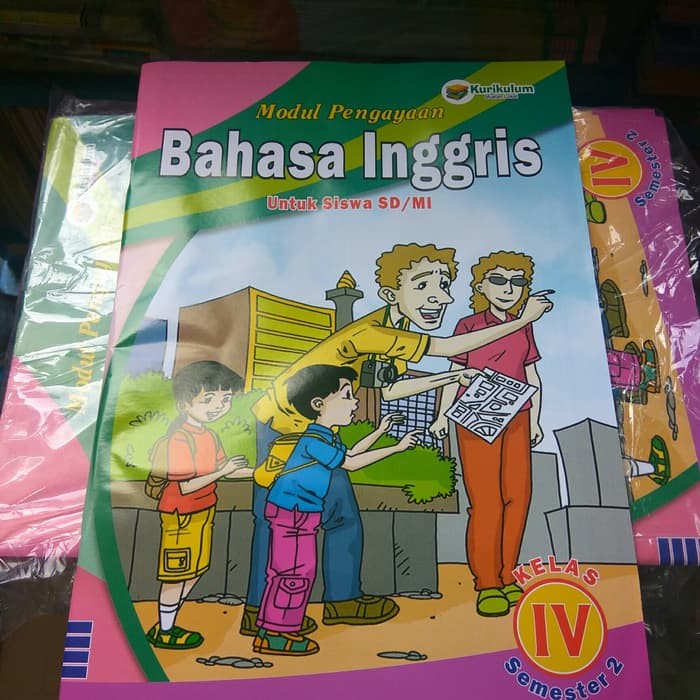 Kurikulum
Modul Pengayaan
Bahasa Inggris
Untuk Siswa SD/MI
KELAS
IV
Semester 2
IV
Semester 2